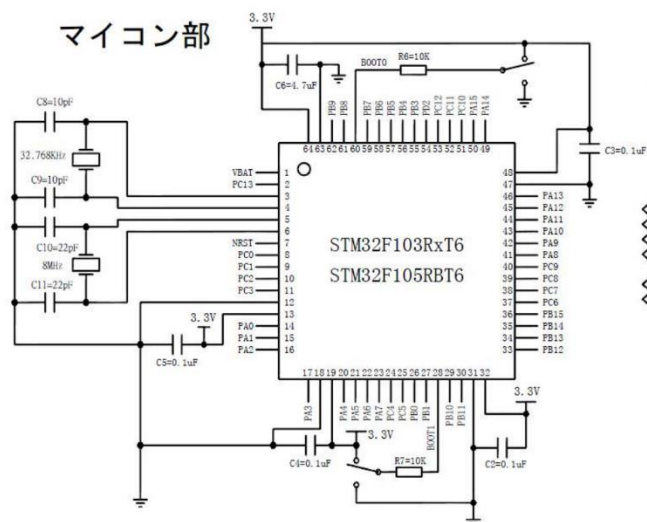 マイコン部
3.3V
C6=4.7uF
BOOT0
R6=10K
C3=0.1uF
C8=10pF
32.768KHz
C9=10pF
C10=22pF
8MHz
C11=22pF
PB9
PB8
PB7
PB6
PB5
PB4
PB3
PD2
PC12
PC11
PC10
PA15
PA14
64 63 62 61 60 59 58 57 56 55 54 53 52 51 50 49
VBAT 1
PC13 2
3
4
5
6
NRST 7
PC0 8
PC1 9
PC2 10
PC3 11
12
13
PA0 14
PA1 15
PA2 16
STM32F103RxT6
STM32F105RBT6
48
47
46 PA13
45 PA12
44 PA11
43 PA10
42 PA9
41 PA8
40 PC9
39 PC8
38 PC7
37 PC6
36 PB15
35 PB14
34 PB13
33 PB12
3.3V
C5=0.1uF
17 18 19 20 21 22 23 24 25 26 27 28 29 30 31 32
PA3
PA4
PA5
PA6
PA7
PC4
PC5
PB0
PB1
BOOT1
PB10
PB11
3.3V
C4=0.1uF
R7=10K
3.3V
C2=0.1uF